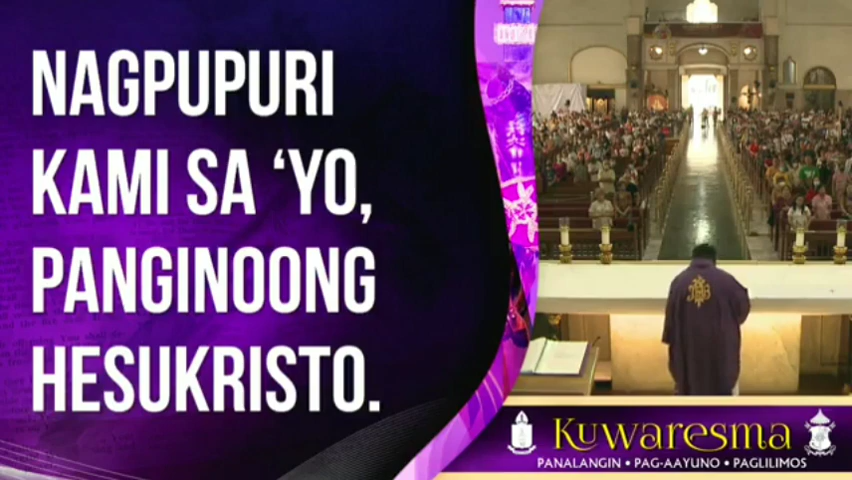 NAGPUPURI
KAMI SA ‘YO,
PANGINOONG
HESUKRISTO.
Kuwaresma
PANALANGIN • PAG-AAYUNO • PAGLILIMOS